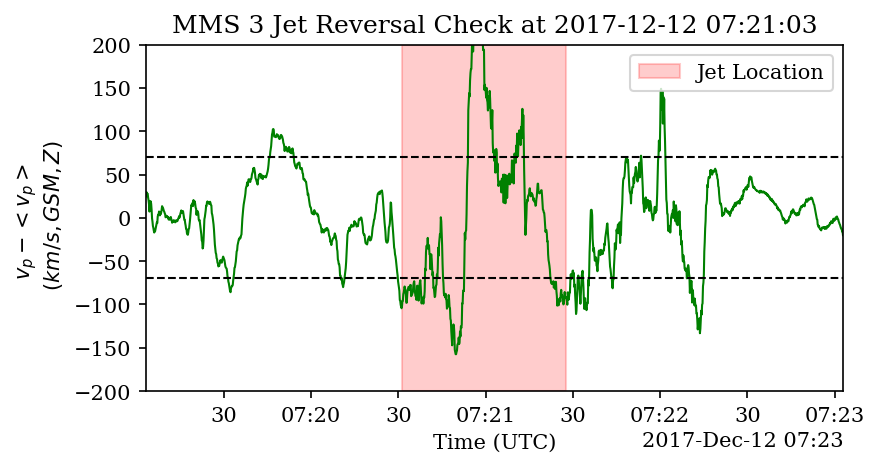 MMS 3 Jet Reversal Check at 2017-12-12 07:21:03
v_p − < v_p >
(km/s, GSM, Z)
200
150
100
50
0
−50
−100
−150
−200
Jet Location
30 07:20 30 07:21 30 07:22 30 07:23
Time (UTC)
2017-Dec-12 07:23